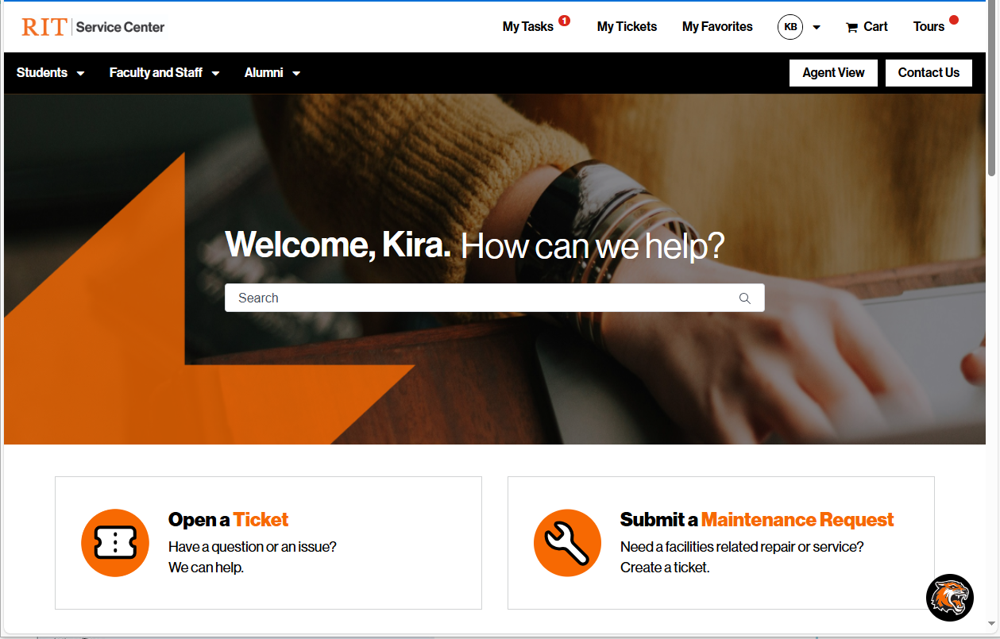 RIT Service Center
My Tasks 1 My Tickets My Favorites KB Cart Tours
Students Faculty and Staff Alumni Agent View Contact Us
Welcome, Kira. How can we help?
Search
Open a Ticket
Have a question or an issue?
We can help.
Submit a Maintenance Request
Need a facilities related repair or service?
Create a ticket.